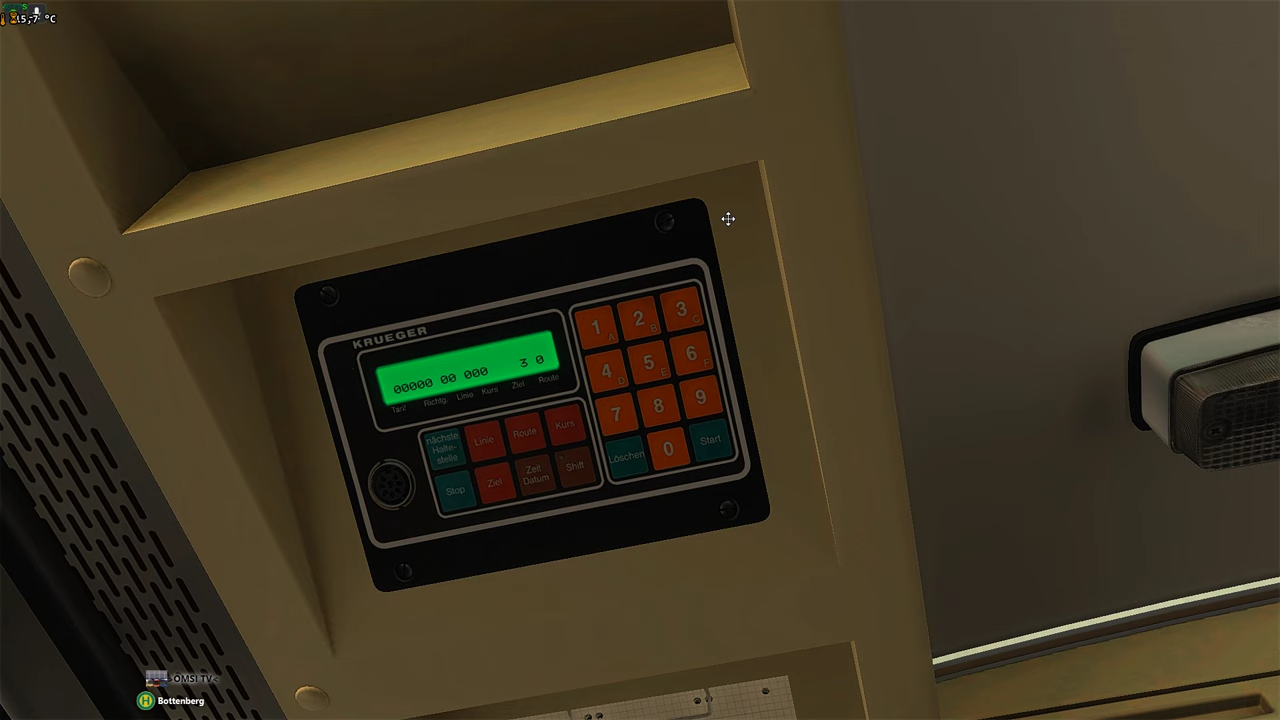 15,7 °C
KRUEGER
00000 00 000 3 0
Tarif Richtg. Linie Kurs Ziel Route
1 A 2 B 3 C
4 D 5 E 6 F
7 8 9
Löschen 0 Start
nächste Halte-stelle Linie Route Kurs
Stop Ziel Zeit Datum Shift
OMSI TV
H Bottenberg